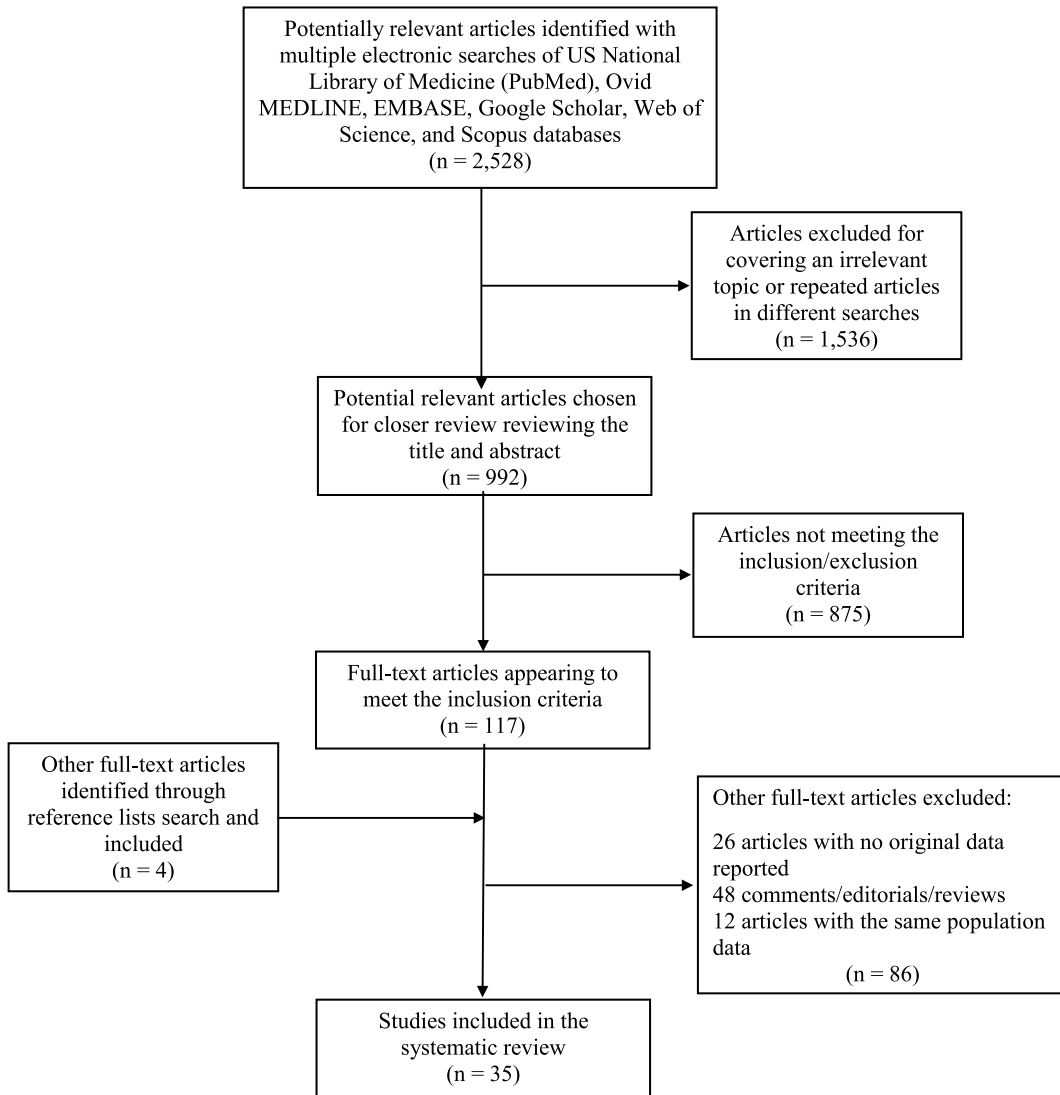 Potentially relevant articles identified with
multiple electronic searches of US National
Library of Medicine (PubMed), Ovid
MEDLINE, EMBASE, Google Scholar, Web of
Science, and Scopus databases
(n = 2,528)
Articles excluded for
covering an irrelevant
topic or repeated articles
in different searches
(n = 1,536)
Potential relevant articles chosen
for closer review reviewing the
title and abstract
(n = 992)
Articles not meeting the
inclusion/exclusion
criteria
(n = 875)
Full-text articles appearing to
meet the inclusion criteria
(n = 117)
Other full-text articles
identified through
reference lists search and
included
(n = 4)
Other full-text articles excluded:
26 articles with no original data
reported
48 comments/editorials/reviews
12 articles with the same population
data
(n = 86)
Studies included in the
systematic review
(n = 35)